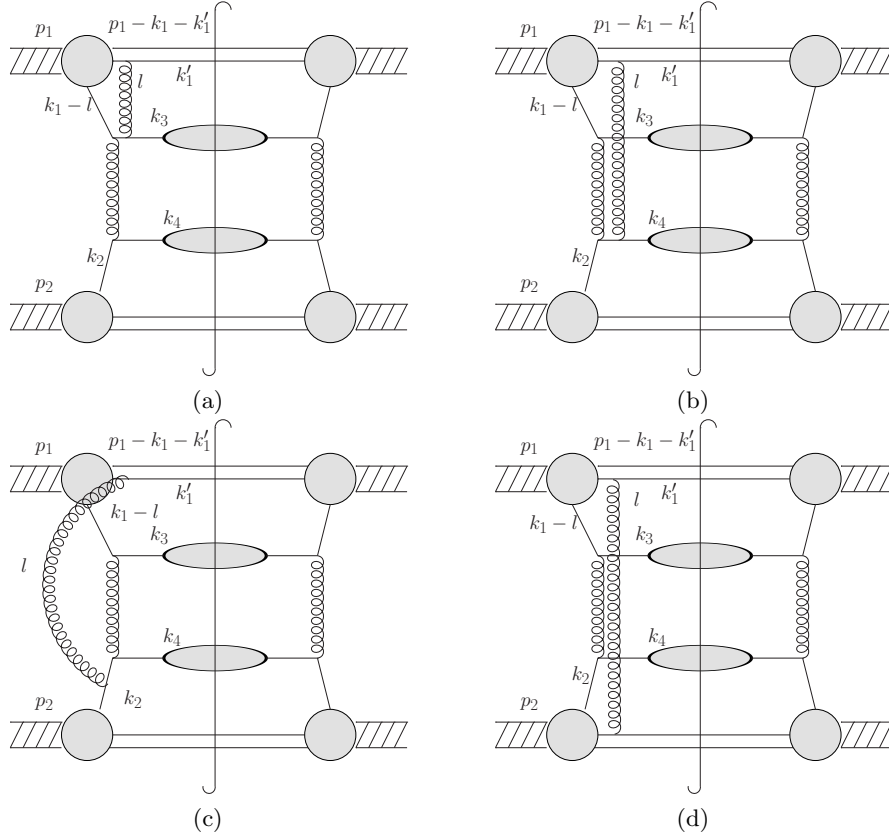 p₁ p₁ − k₁ − k′₁
k′₁
l
k₁ − l
k₃
k₄
k₂
p₂
(a)
p₁ p₁ − k₁ − k′₁
k′₁
l
k₁ − l
k₃
k₄
k₂
p₂
(b)
p₁ p₁ − k₁ − k′₁
k′₁
k₁ − l
k₃
l
k₄
k₂
p₂
(c)
p₁ p₁ − k₁ − k′₁
k′₁
l
k₁ − l
k₃
k₄
k₂
p₂
(d)